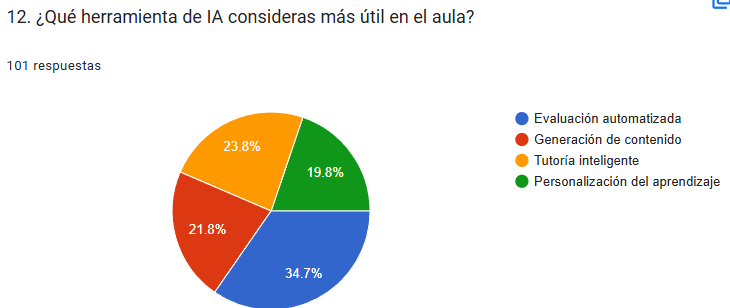 12. ¿Qué herramienta de IA consideras más útil en el aula?
101 respuestas
23.8%
19.8%
21.8%
34.7%
Evaluación automatizada
Generación de contenido
Tutoría inteligente
Personalización del aprendizaje